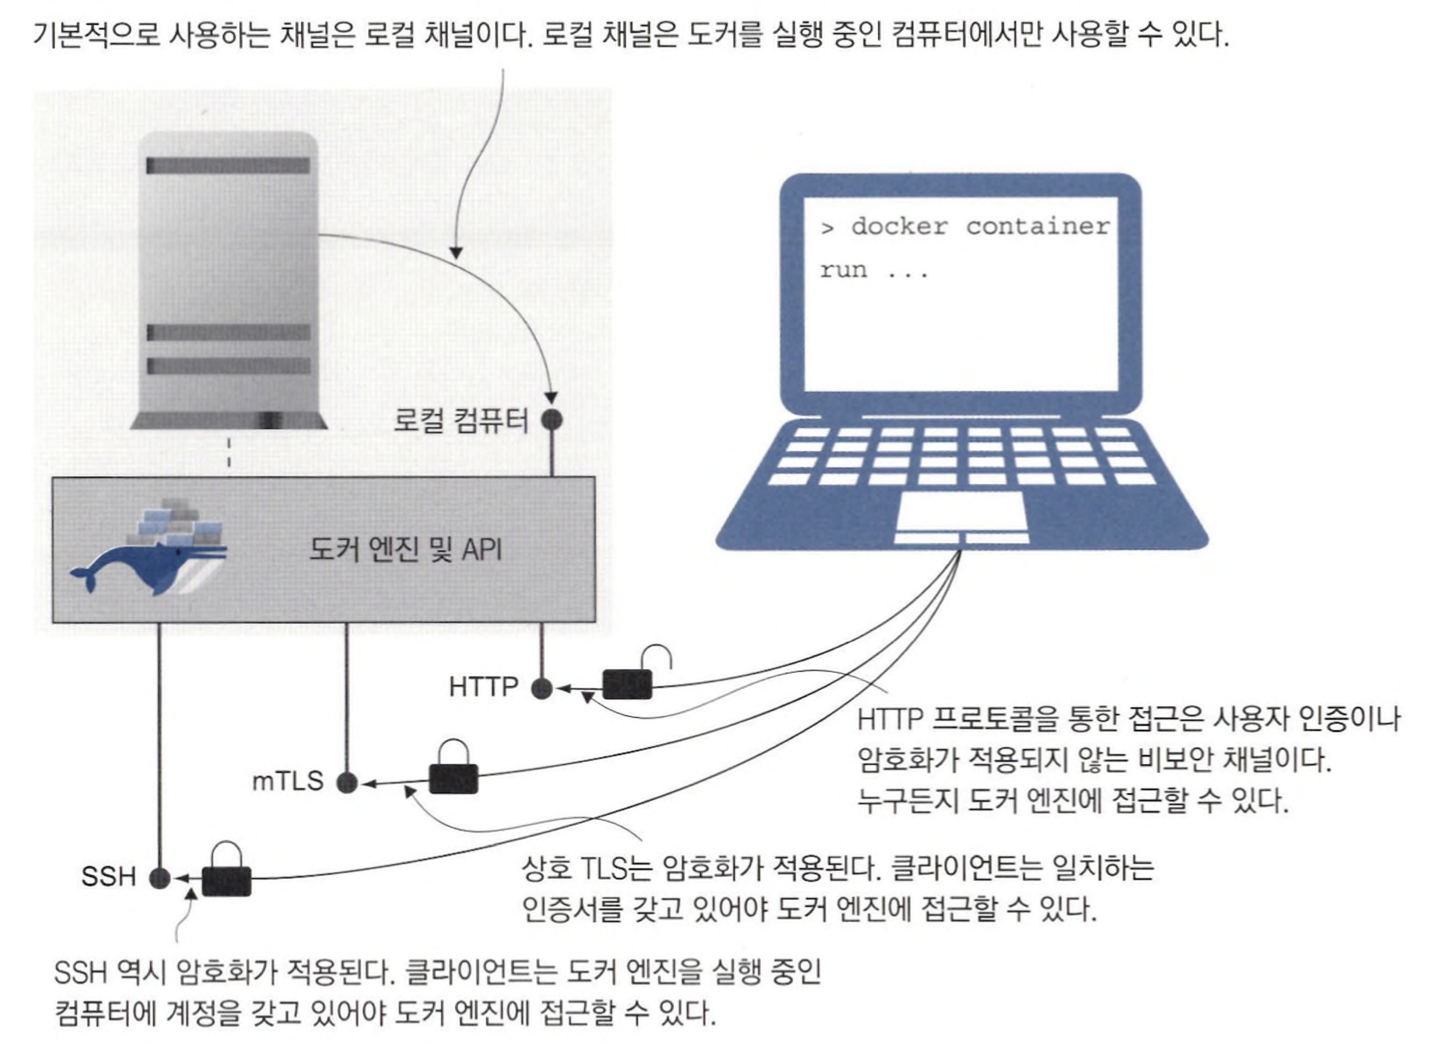 기본적으로 사용하는 채널은 로컬 채널이다. 로컬 채널은 도커를 실행 중인 컴퓨터에서만 사용할 수 있다.
> docker container
run ...
로컬 컴퓨터
도커 엔진 및 API
HTTP
HTTP 프로토콜을 통한 접근은 사용자 인증이나
암호화가 적용되지 않는 비보안 채널이다.
누구든지 도커 엔진에 접근할 수 있다.
mTLS
상호 TLS는 암호화가 적용된다. 클라이언트는 일치하는
인증서를 갖고 있어야 도커 엔진에 접근할 수 있다.
SSH
SSH 역시 암호화가 적용된다. 클라이언트는 도커 엔진을 실행 중인
컴퓨터에 계정을 갖고 있어야 도커 엔진에 접근할 수 있다.